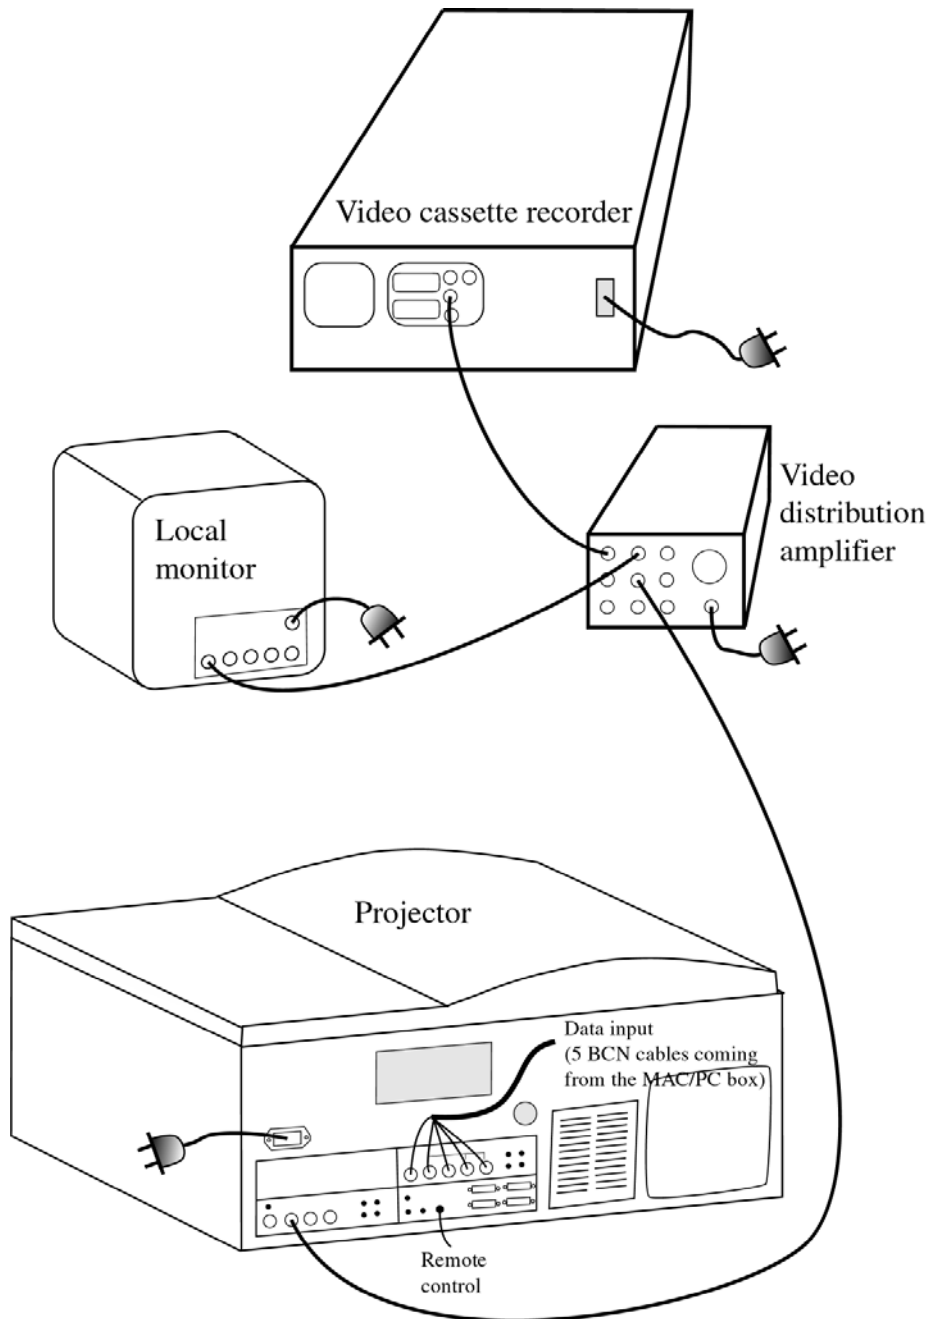 Video cassette recorder
Video
distribution
amplifier
Local
monitor
Projector
Data input
(5 BCN cables coming
from the MAC/PC box)
Remote
control